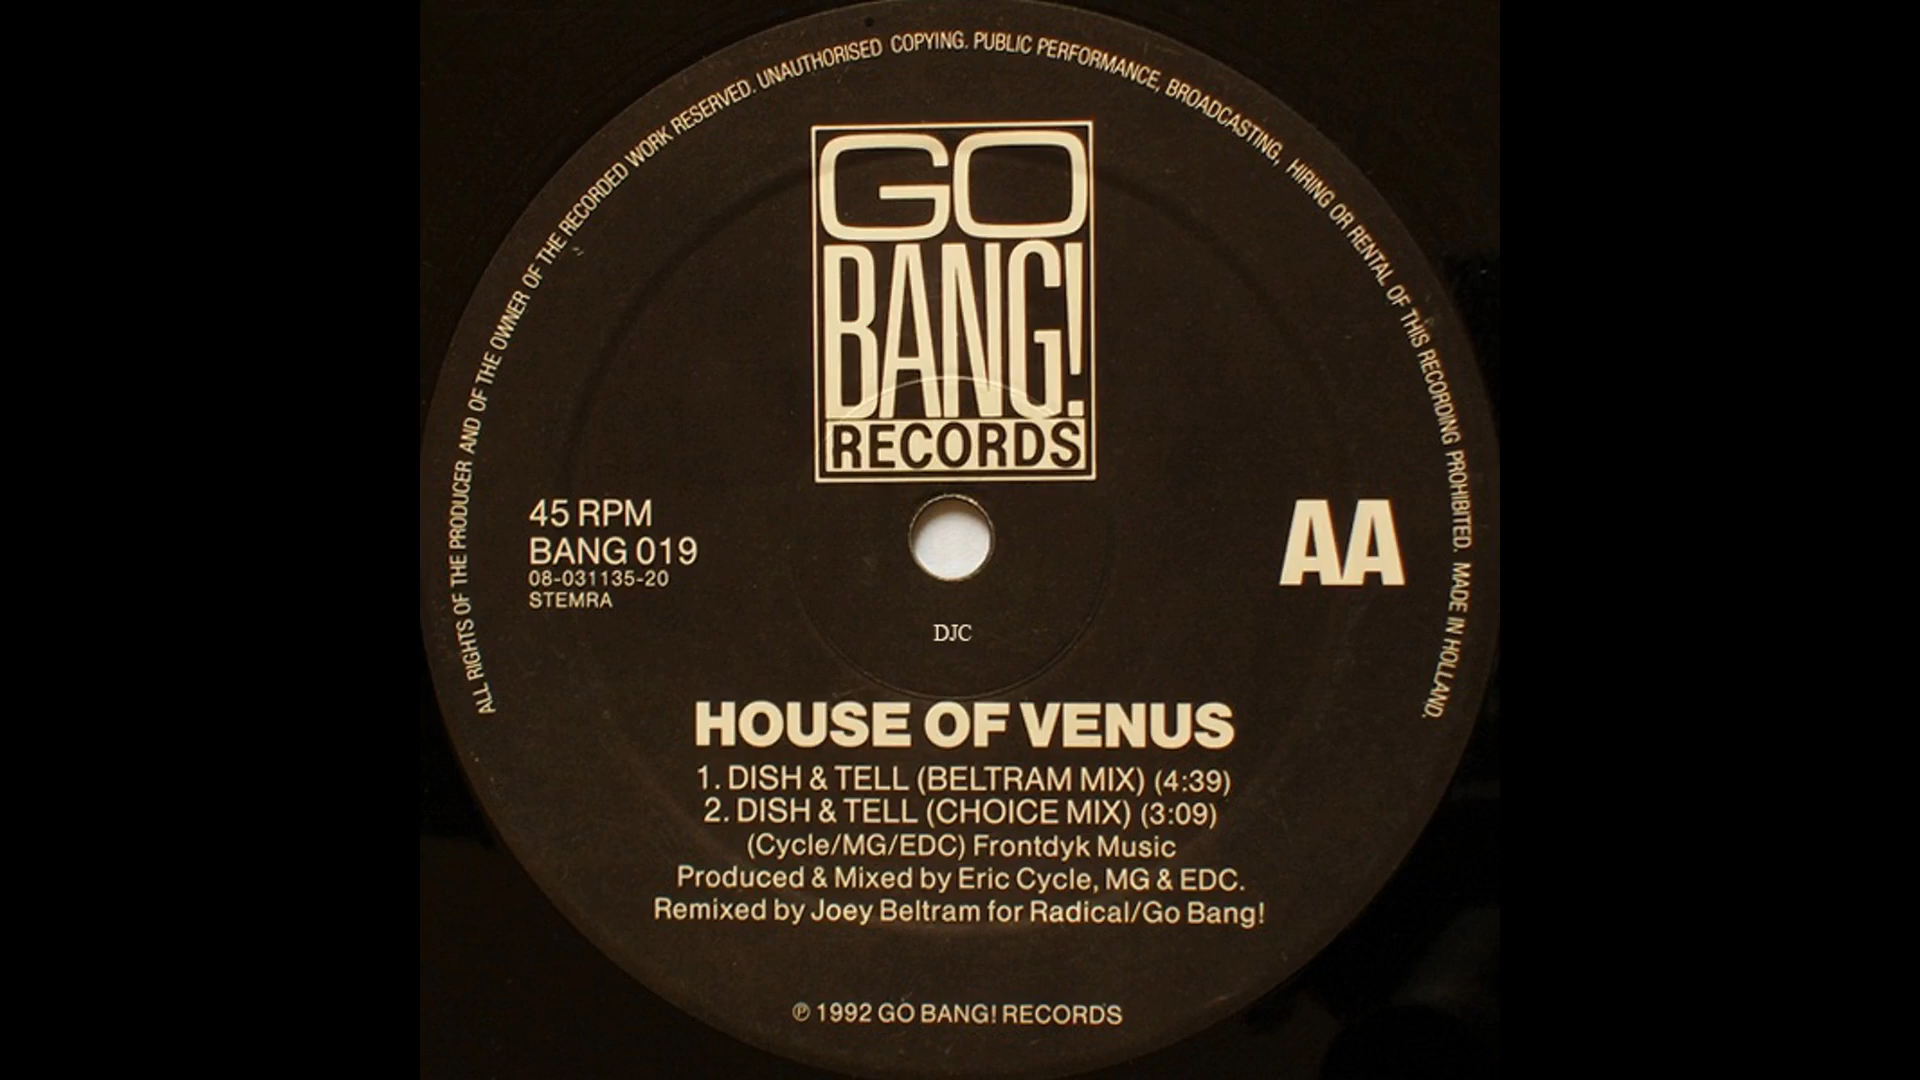 ALL RIGHTS OF THE PRODUCER AND OF THE OWNER OF THE RECORDED WORK RESERVED. UNAUTHORISED COPYING. PUBLIC PERFORMANCE, BROADCASTING, HIRING OR RENTAL OF THIS RECORDING PROHIBITED. MADE IN HOLLAND.
GO
BANG!
RECORDS
45 RPM
BANG 019
08-031135-20
STEMRA
AA
DJC
HOUSE OF VENUS
1. DISH & TELL (BELTRAM MIX) (4:39)
2. DISH & TELL (CHOICE MIX) (3:09)
(Cycle/MG/EDC) Frontdyk Music
Produced & Mixed by Eric Cycle, MG & EDC.
Remixed by Joey Beltram for Radical/Go Bang!
℗ 1992 GO BANG! RECORDS